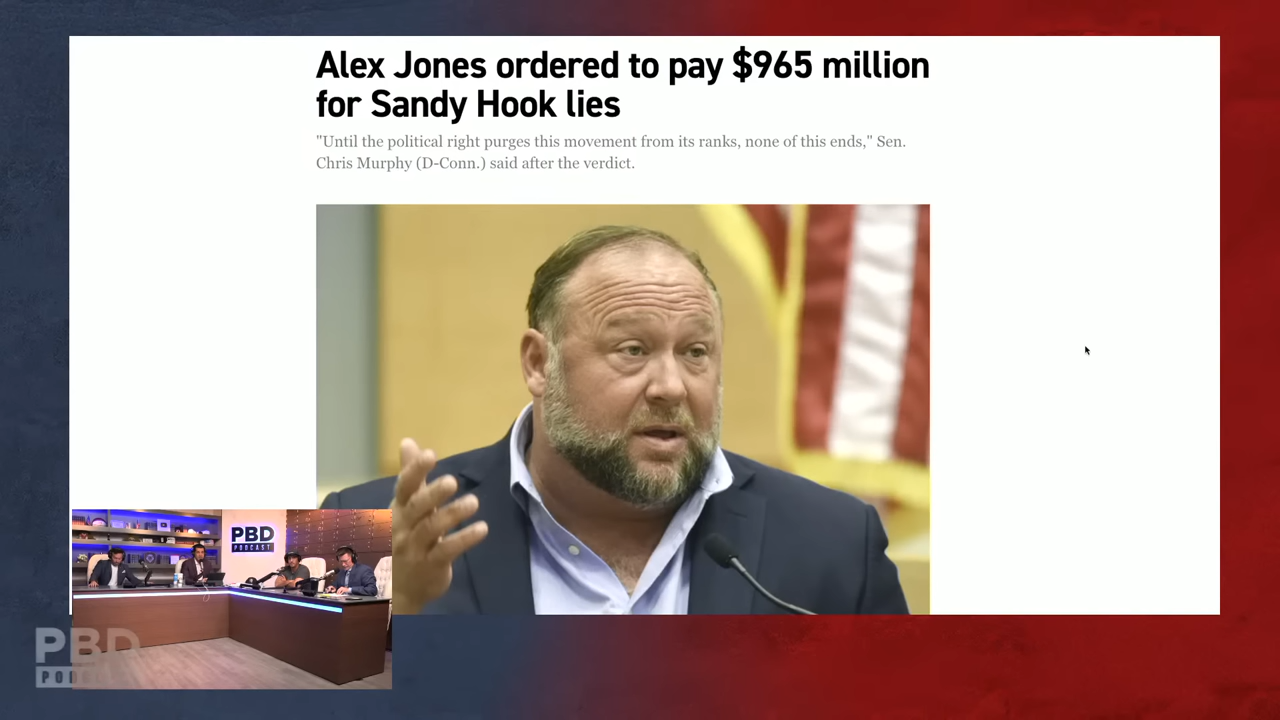 Alex Jones ordered to pay $965 million
for Sandy Hook lies
"Until the political right purges this movement from its ranks, none of this ends," Sen.
Chris Murphy (D-Conn.) said after the verdict.
PBD
PODCAST
PBD